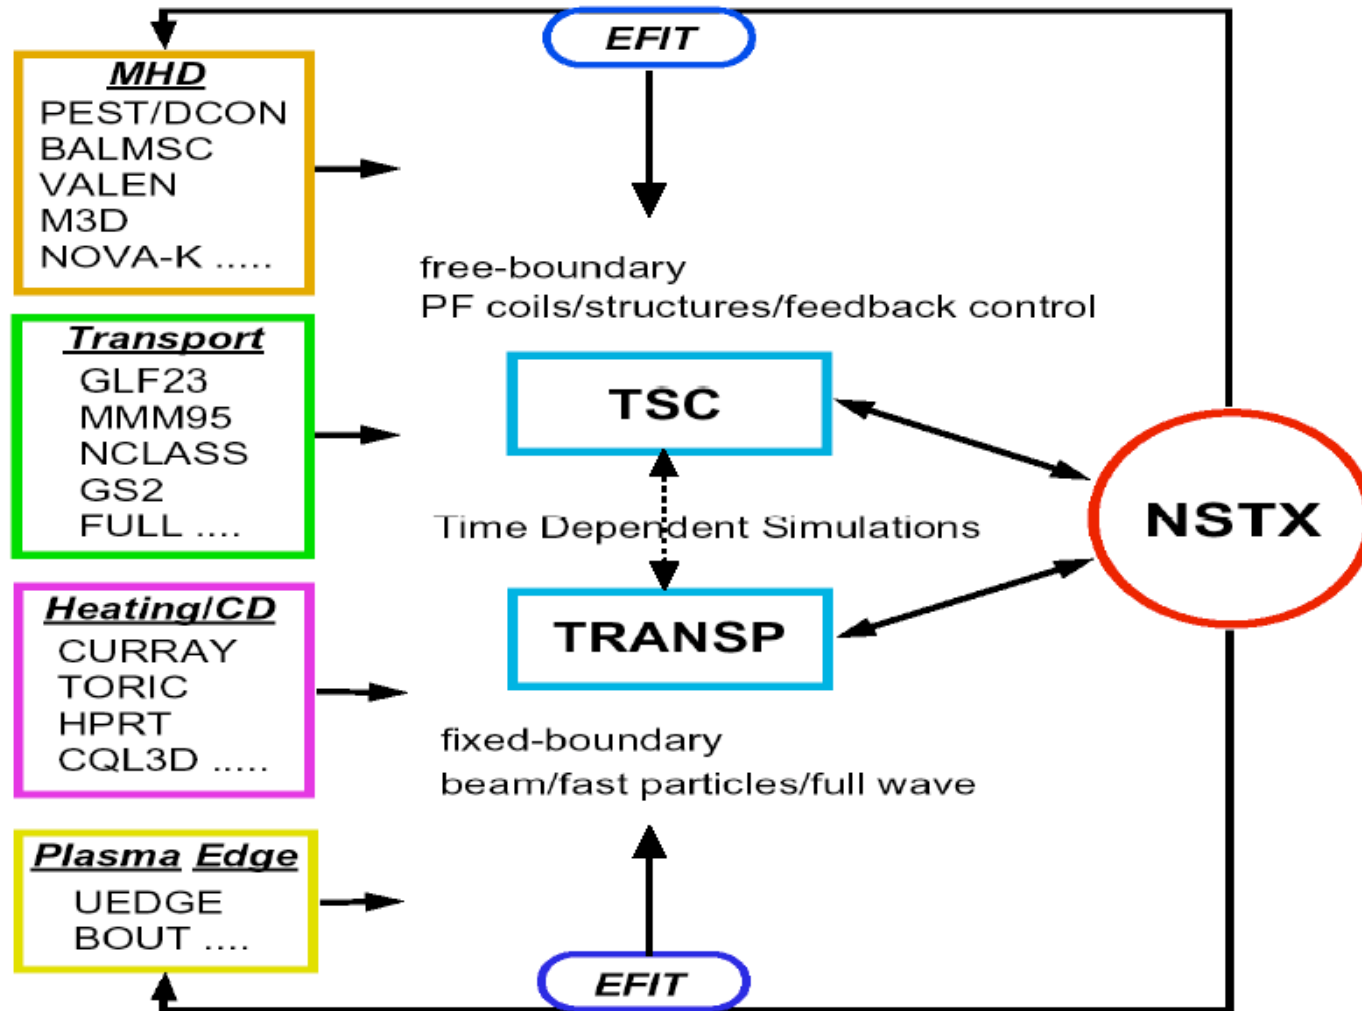 EFIT
MHD
PEST/DCON
BALMSC
VALEN
M3D
NOVA-K .....
free-boundary
PF coils/structures/feedback control
Transport
GLF23
MMM95
NCLASS
GS2
FULL ....
TSC
Time Dependent Simulations
TRANSP
NSTX
Heating/CD
CURRAY
TORIC
HPRT
CQL3D .....
fixed-boundary
beam/fast particles/full wave
Plasma Edge
UEDGE
BOUT ....
EFIT